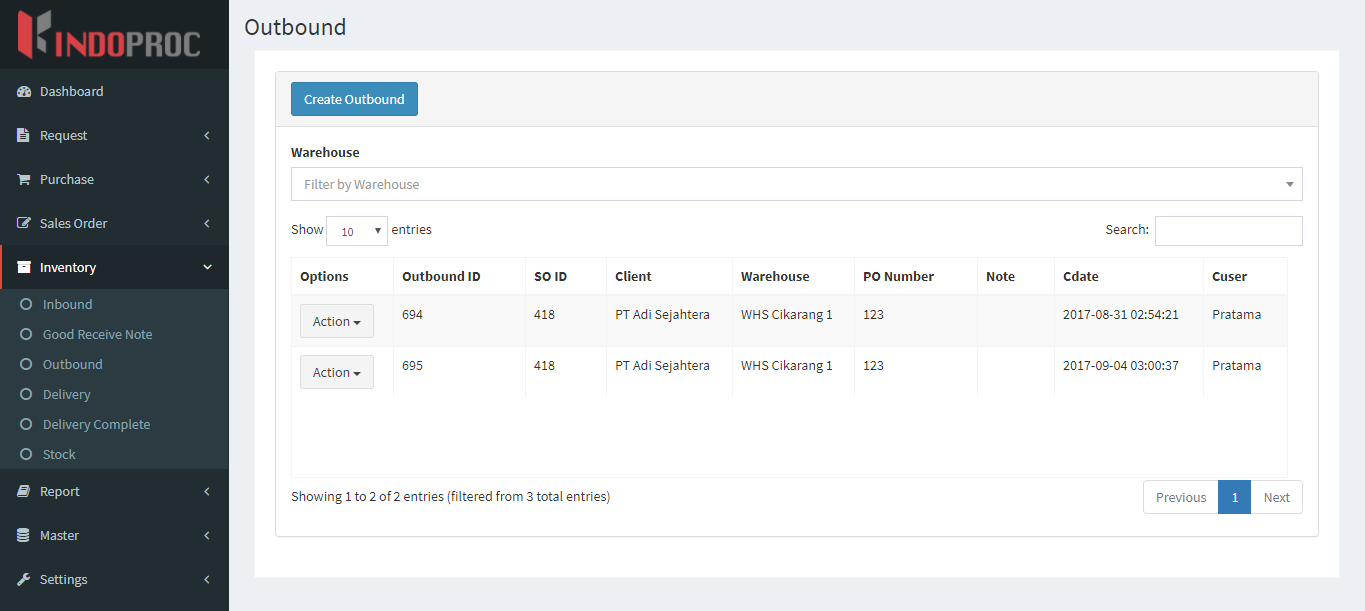 INDOPROC
Dashboard
Request
Purchase
Sales Order
Inventory
Inbound
Good Receive Note
Outbound
Delivery
Delivery Complete
Stock
Report
Master
Settings
Outbound
Create Outbound
Warehouse
Filter by Warehouse
Show 10 entries Search:
Options Outbound ID SO ID Client Warehouse PO Number Note Cdate Cuser
Action 694 418 PT Adi Sejahtera WHS Cikarang 1 123 2017-08-31 02:54:21 Pratama
Action 695 418 PT Adi Sejahtera WHS Cikarang 1 123 2017-09-04 03:00:37 Pratama
Showing 1 to 2 of 2 entries (filtered from 3 total entries) Previous 1 Next